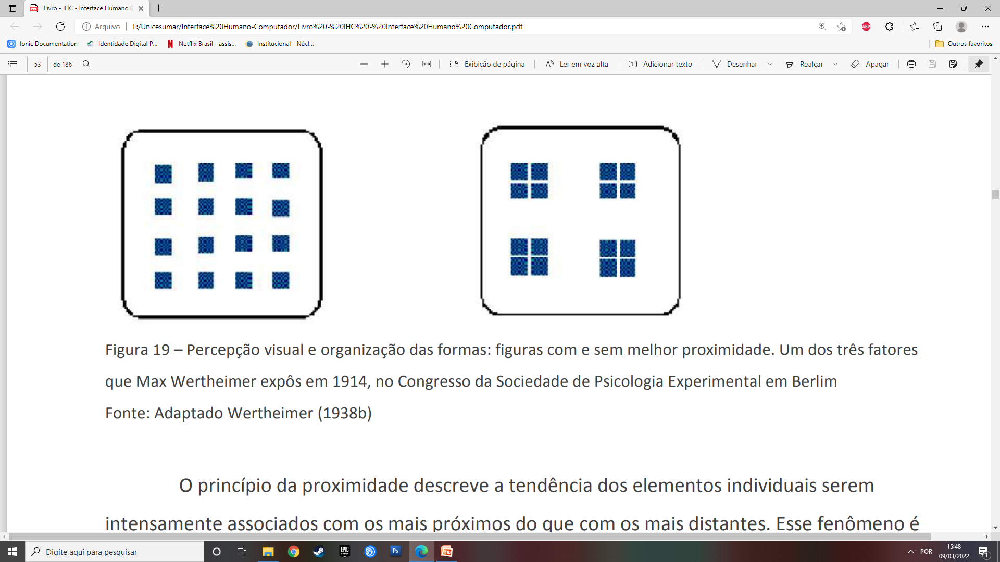 Livro - IHC - Interface Humano C
Arquivo
F:/Unicesumar/Interface%20Humano-Computador/Livro%20-%20IHC%20-%20Interface%20Humano%20Computador.pdf
ABP
Ionic Documentation
Identidade Digital P...
Netflix Brasil - assis...
Institucional - Núcl...
Outros favoritos
53 de 186
Exibição de página
Ler em voz alta
Adicionar texto
Desenhar
Realçar
Apagar
Figura 19 – Percepção visual e organização das formas: figuras com e sem melhor proximidade. Um dos três fatores
que Max Wertheimer expôs em 1914, no Congresso da Sociedade de Psicologia Experimental em Berlim
Fonte: Adaptado Wertheimer (1938b)
O princípio da proximidade descreve a tendência dos elementos individuais serem
intensamente associados com os mais próximos do que com os mais distantes. Esse fenômeno é
Digite aqui para pesquisar
EPIC
GAMES
Ps
POR
15:48
09/03/2022
1